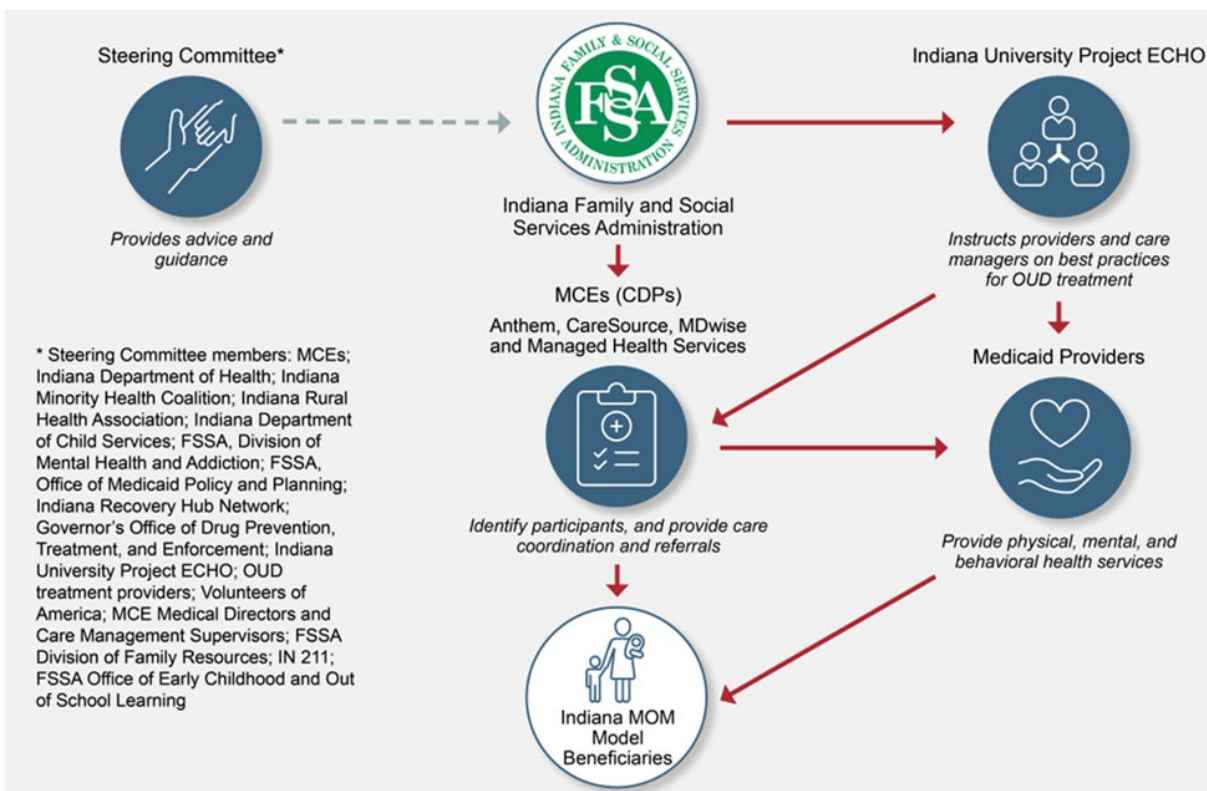 Steering Committee*
Provides advice and
guidance
INDIANA FAMILY & SOCIAL SERVICES
ADMINISTRATION
FSSA
Indiana Family and Social
Services Administration
Indiana University Project ECHO
Instructs providers and care
managers on best practices
for OUD treatment
MCEs (CDPs)
Anthem, CareSource, MDwise
and Managed Health Services
Identify participants, and provide care
coordination and referrals
Medicaid Providers
Provide physical, mental, and
behavioral health services
* Steering Committee members: MCEs;
Indiana Department of Health; Indiana
Minority Health Coalition; Indiana Rural
Health Association; Indiana Department
of Child Services; FSSA, Division of
Mental Health and Addiction; FSSA,
Office of Medicaid Policy and Planning;
Indiana Recovery Hub Network;
Governor’s Office of Drug Prevention,
Treatment, and Enforcement; Indiana
University Project ECHO; OUD
treatment providers; Volunteers of
America; MCE Medical Directors and
Care Management Supervisors; FSSA
Division of Family Resources; IN 211;
FSSA Office of Early Childhood and Out
of School Learning
Indiana MOM
Model
Beneficiaries